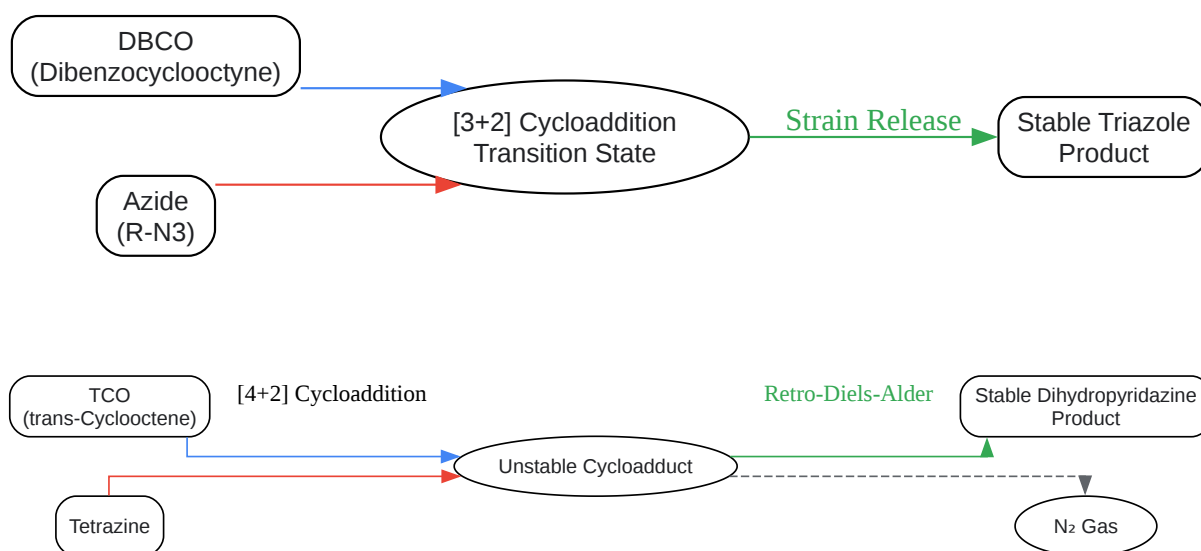 DBCO
(Dibenzocyclooctyne)
[3+2] Cycloaddition
Transition State
Strain Release
Stable Triazole
Product
Azide
(R-N3)
TCO
(trans-Cyclooctene)
[4+2] Cycloaddition
Retro-Diels-Alder
Stable Dihydropyridazine
Product
Unstable Cycloadduct
Tetrazine
N₂ Gas